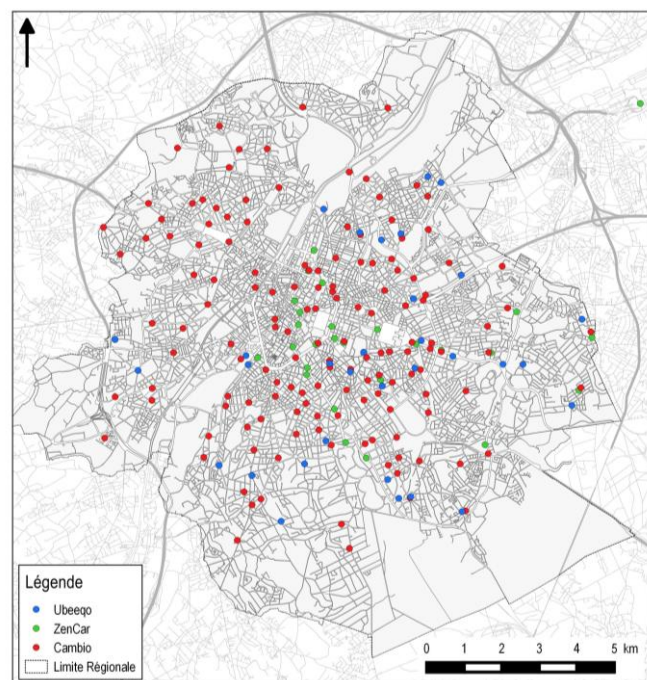 Légende
Ubeeqo
ZenCar
Cambio
Limite Régionale
0 1 2 3 4 5 km